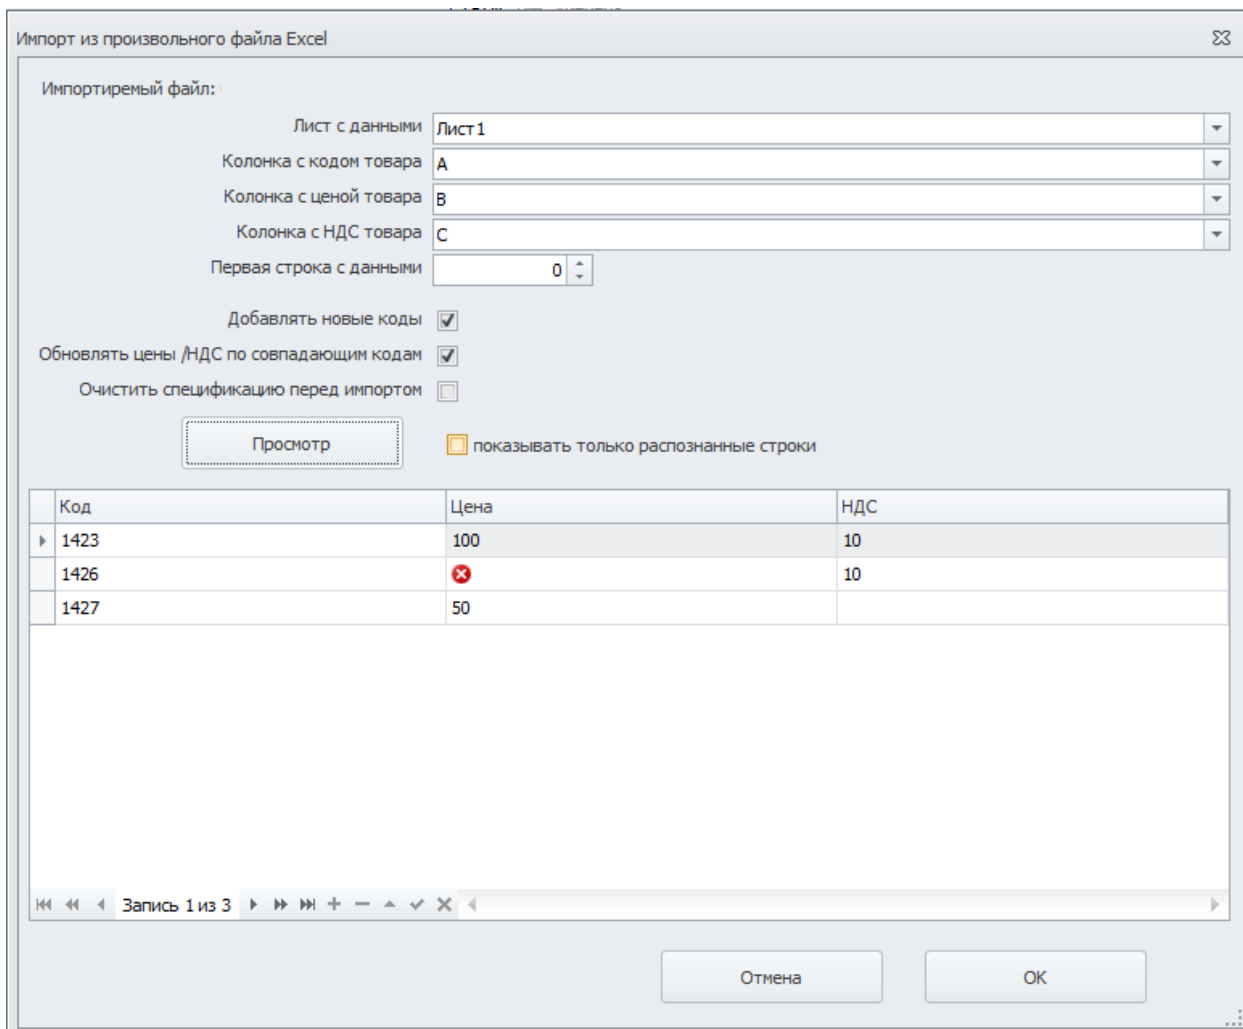 Импорт из произвольного файла Excel
Импортиремый файл:
Лист с данными Лист1
Колонка с кодом товара A
Колонка с ценой товара B
Колонка с НДС товара C
Первая строка с данными 0
Добавлять новые коды
Обновлять цены /НДС по совпадающим кодам
Очистить спецификацию перед импортом
Просмотр показывать только распознанные строки
Код Цена НДС
1423 100 10
1426 10
1427 50
Запись 1 из 3
Отмена ОК